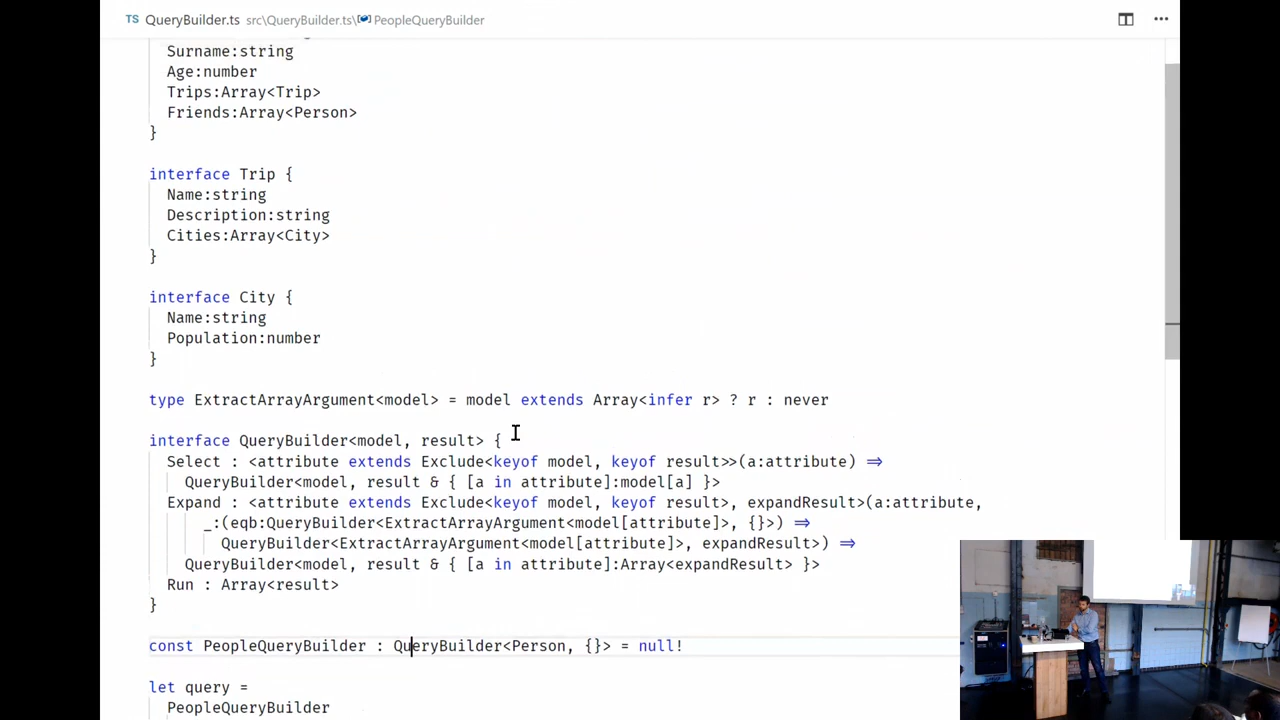 TS QueryBuilder.ts src\QueryBuilder.ts\ PeopleQueryBuilder
Surname:string
Age:number
Trips:Array<Trip>
Friends:Array<Person>
}
interface Trip {
Name:string
Description:string
Cities:Array<City>
}
interface City {
Name:string
Population:number
}
type ExtractArrayArgument<model> = model extends Array<infer r> ? r : never
interface QueryBuilder<model, result> {
Select : <attribute extends Exclude<keyof model, keyof result>>(a:attribute) =>
QueryBuilder<model, result & { [a in attribute]:model[a] }>
Expand : <attribute extends Exclude<keyof model, keyof result>, expandResult>(a:attribute,
_:(eqb:QueryBuilder<ExtractArrayArgument<model[attribute]>, {}>) =>
QueryBuilder<ExtractArrayArgument<model[attribute]>, expandResult>) =>
QueryBuilder<model, result & { [a in attribute]:Array<expandResult> }>
Run : Array<result>
}
const PeopleQueryBuilder : QueryBuilder<Person, {}> = null!
let query =
PeopleQueryBuilder